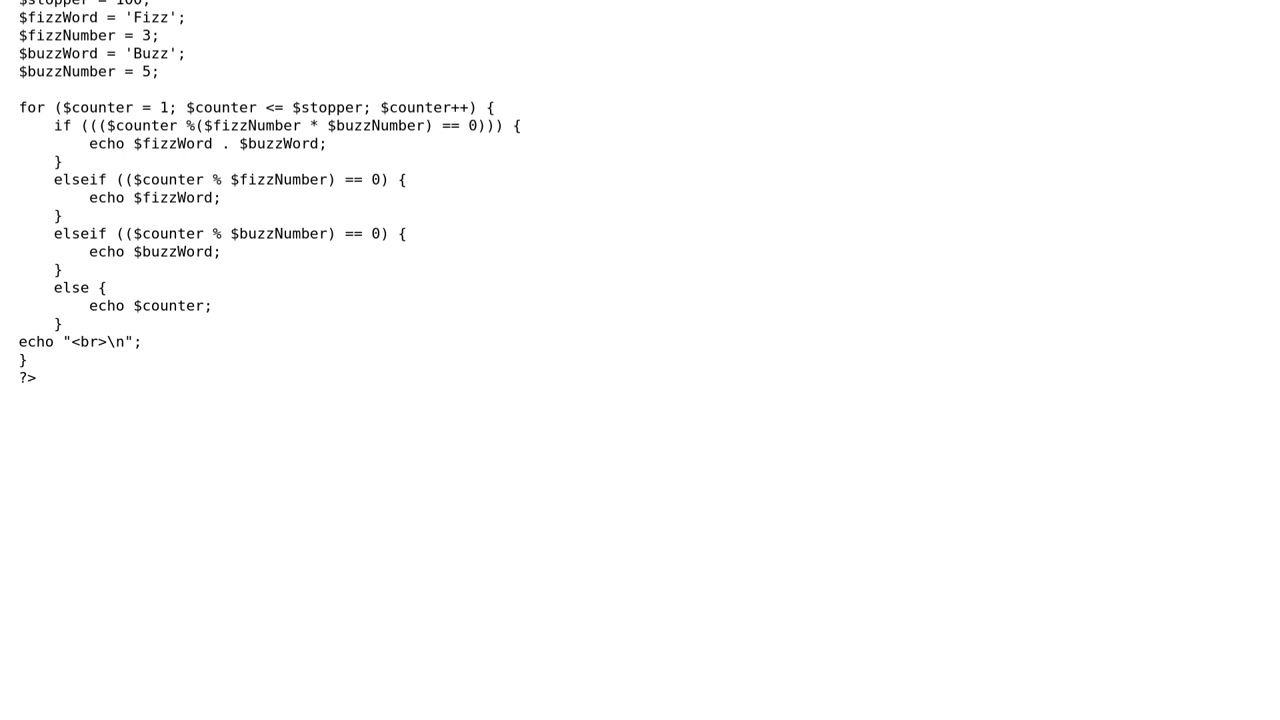 $stopper = 100;
$fizzWord = 'Fizz';
$fizzNumber = 3;
$buzzWord = 'Buzz';
$buzzNumber = 5;

for ($counter = 1; $counter <= $stopper; $counter++) {
    if ((($counter %($fizzNumber * $buzzNumber) == 0))) {
        echo $fizzWord . $buzzWord;
    }
    elseif (($counter % $fizzNumber) == 0) {
        echo $fizzWord;
    }
    elseif (($counter % $buzzNumber) == 0) {
        echo $buzzWord;
    }
    else {
        echo $counter;
    }
echo "<br>\n";
}
?>